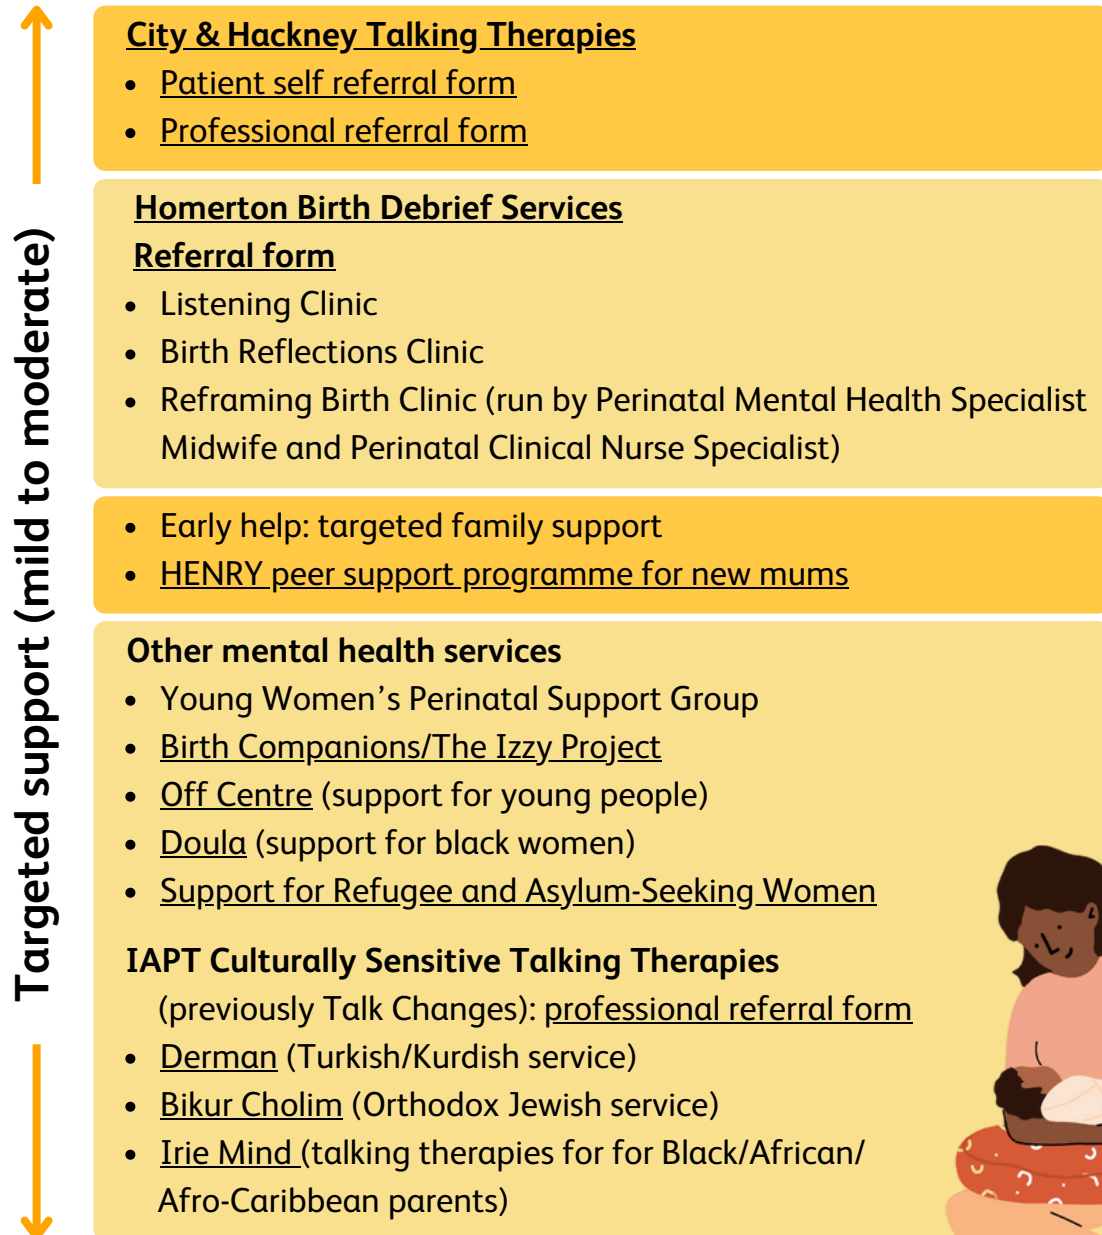 Targeted support (mild to moderate)
City & Hackney Talking Therapies
• Patient self referral form
• Professional referral form
Homerton Birth Debrief Services
Referral form
• Listening Clinic
• Birth Reflections Clinic
• Reframing Birth Clinic (run by Perinatal Mental Health Specialist
Midwife and Perinatal Clinical Nurse Specialist)
• Early help: targeted family support
• HENRY peer support programme for new mums
Other mental health services
• Young Women’s Perinatal Support Group
• Birth Companions/The Izzy Project
• Off Centre (support for young people)
• Doula (support for black women)
• Support for Refugee and Asylum-Seeking Women
IAPT Culturally Sensitive Talking Therapies
(previously Talk Changes): professional referral form
• Derman (Turkish/Kurdish service)
• Bikur Cholim (Orthodox Jewish service)
• Irie Mind (talking therapies for for Black/African/
Afro-Caribbean parents)